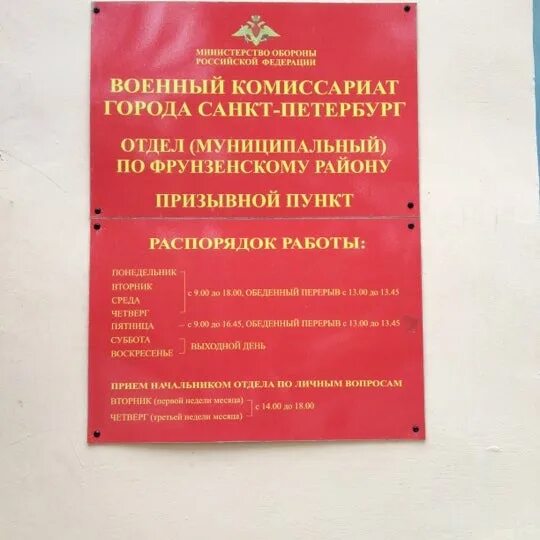 МИНИСТЕРСТВО ОБОРОНЫ
РОССИЙСКОЙ ФЕДЕРАЦИИ
ВОЕННЫЙ КОМИССАРИАТ
ГОРОДА САНКТ-ПЕТЕРБУРГ
ОТДЕЛ (МУНИЦИПАЛЬНЫЙ)
ПО ФРУНЗЕНСКОМУ РАЙОНУ
ПРИЗЫВНОЙ ПУНКТ
РАСПОРЯДОК РАБОТЫ:
ПОНЕДЕЛЬНИК
ВТОРНИК
СРЕДА
ЧЕТВЕРГ
с 9.00 до 18.00, ОБЕДЕННЫЙ ПЕРЕРЫВ с 13.00 до 13.45
ПЯТНИЦА – с 9.00 до 16.45, ОБЕДЕННЫЙ ПЕРЕРЫВ с 13.00 до 13.45
СУББОТА
ВОСКРЕСЕНЬЕ
ВЫХОДНОЙ ДЕНЬ
ПРИЕМ НАЧАЛЬНИКОМ ОТДЕЛА ПО ЛИЧНЫМ ВОПРОСАМ
ВТОРНИК (первой недели месяца)
ЧЕТВЕРГ (третьей недели месяца)
с 14.00 до 18.00